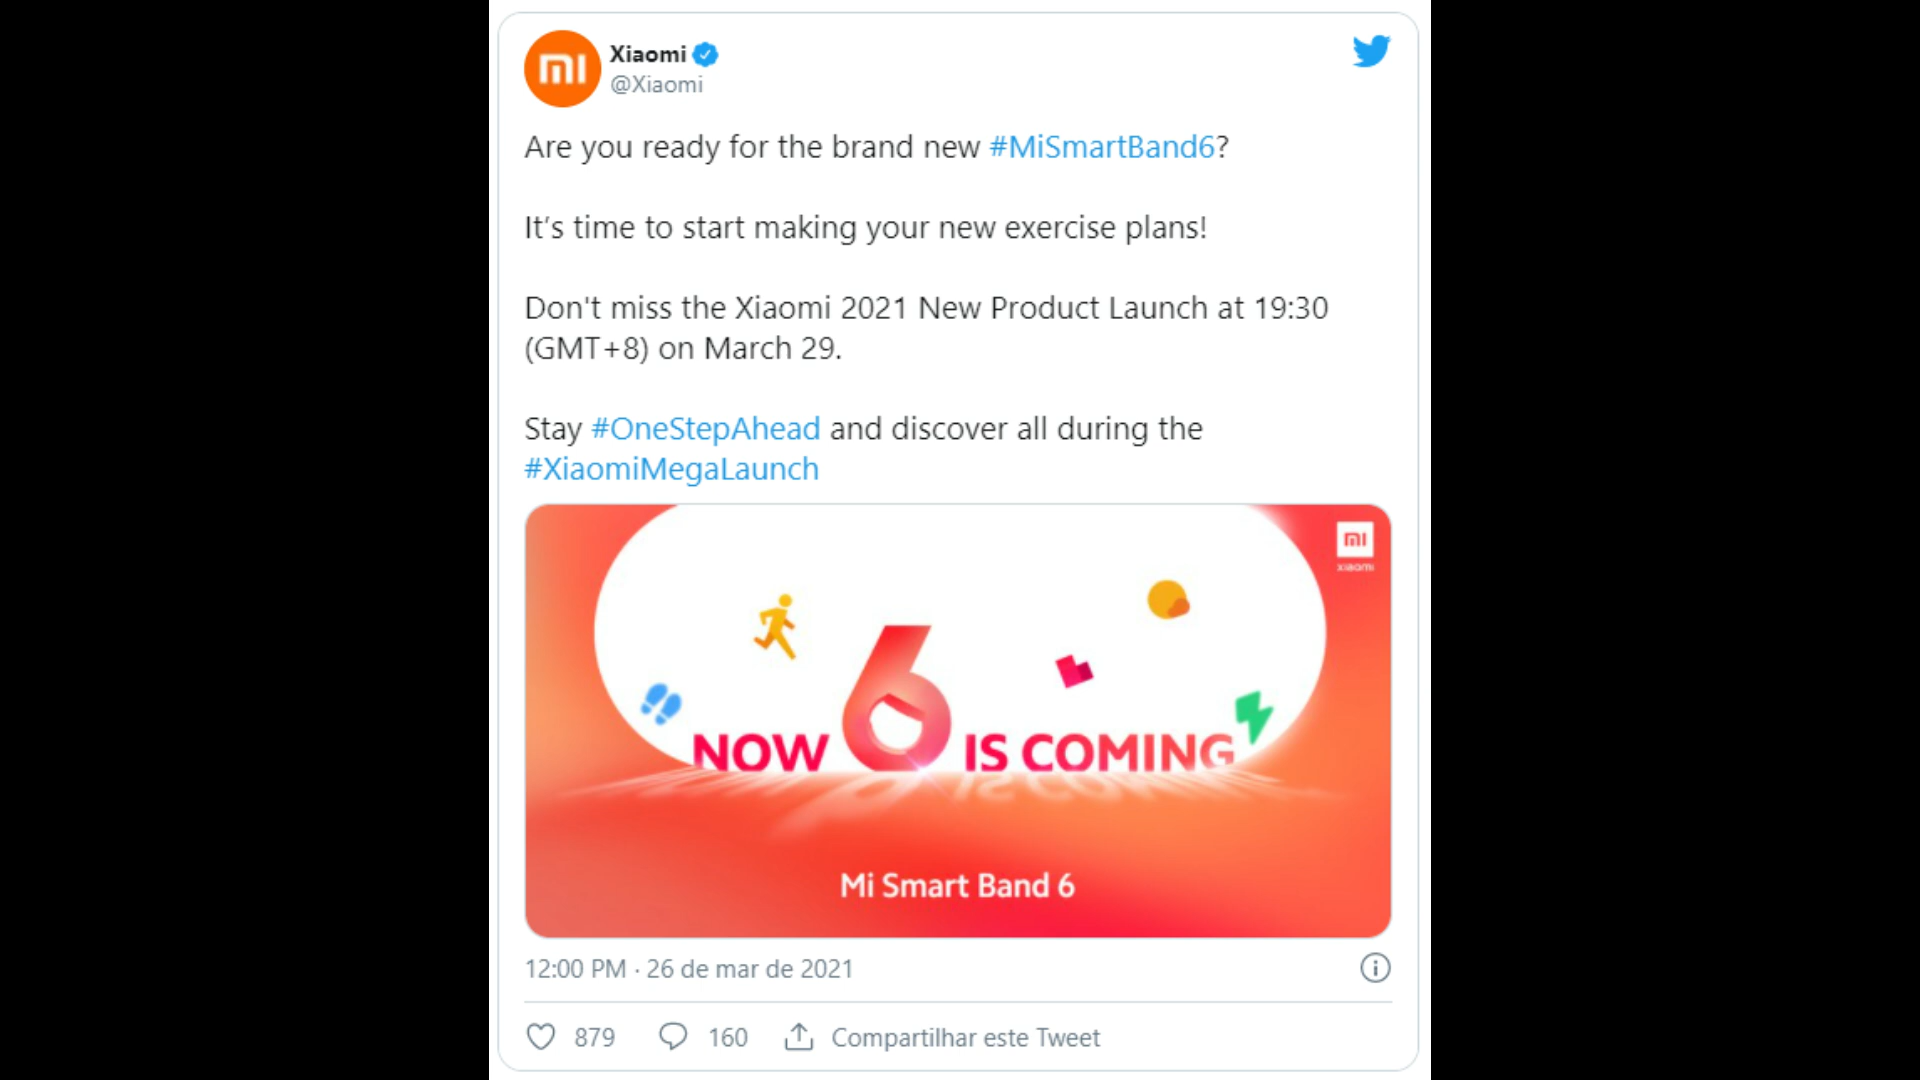 Xiaomi
@Xiaomi
Are you ready for the brand new #MiSmartBand6?
It's time to start making your new exercise plans!
Don't miss the Xiaomi 2021 New Product Launch at 19:30
(GMT+8) on March 29.
Stay #OneStepAhead and discover all during the
#XiaomiMegaLaunch
xiaomi
NOW 6 IS COMING
Mi Smart Band 6
12:00 PM · 26 de mar de 2021
879 160 Compartilhar este Tweet